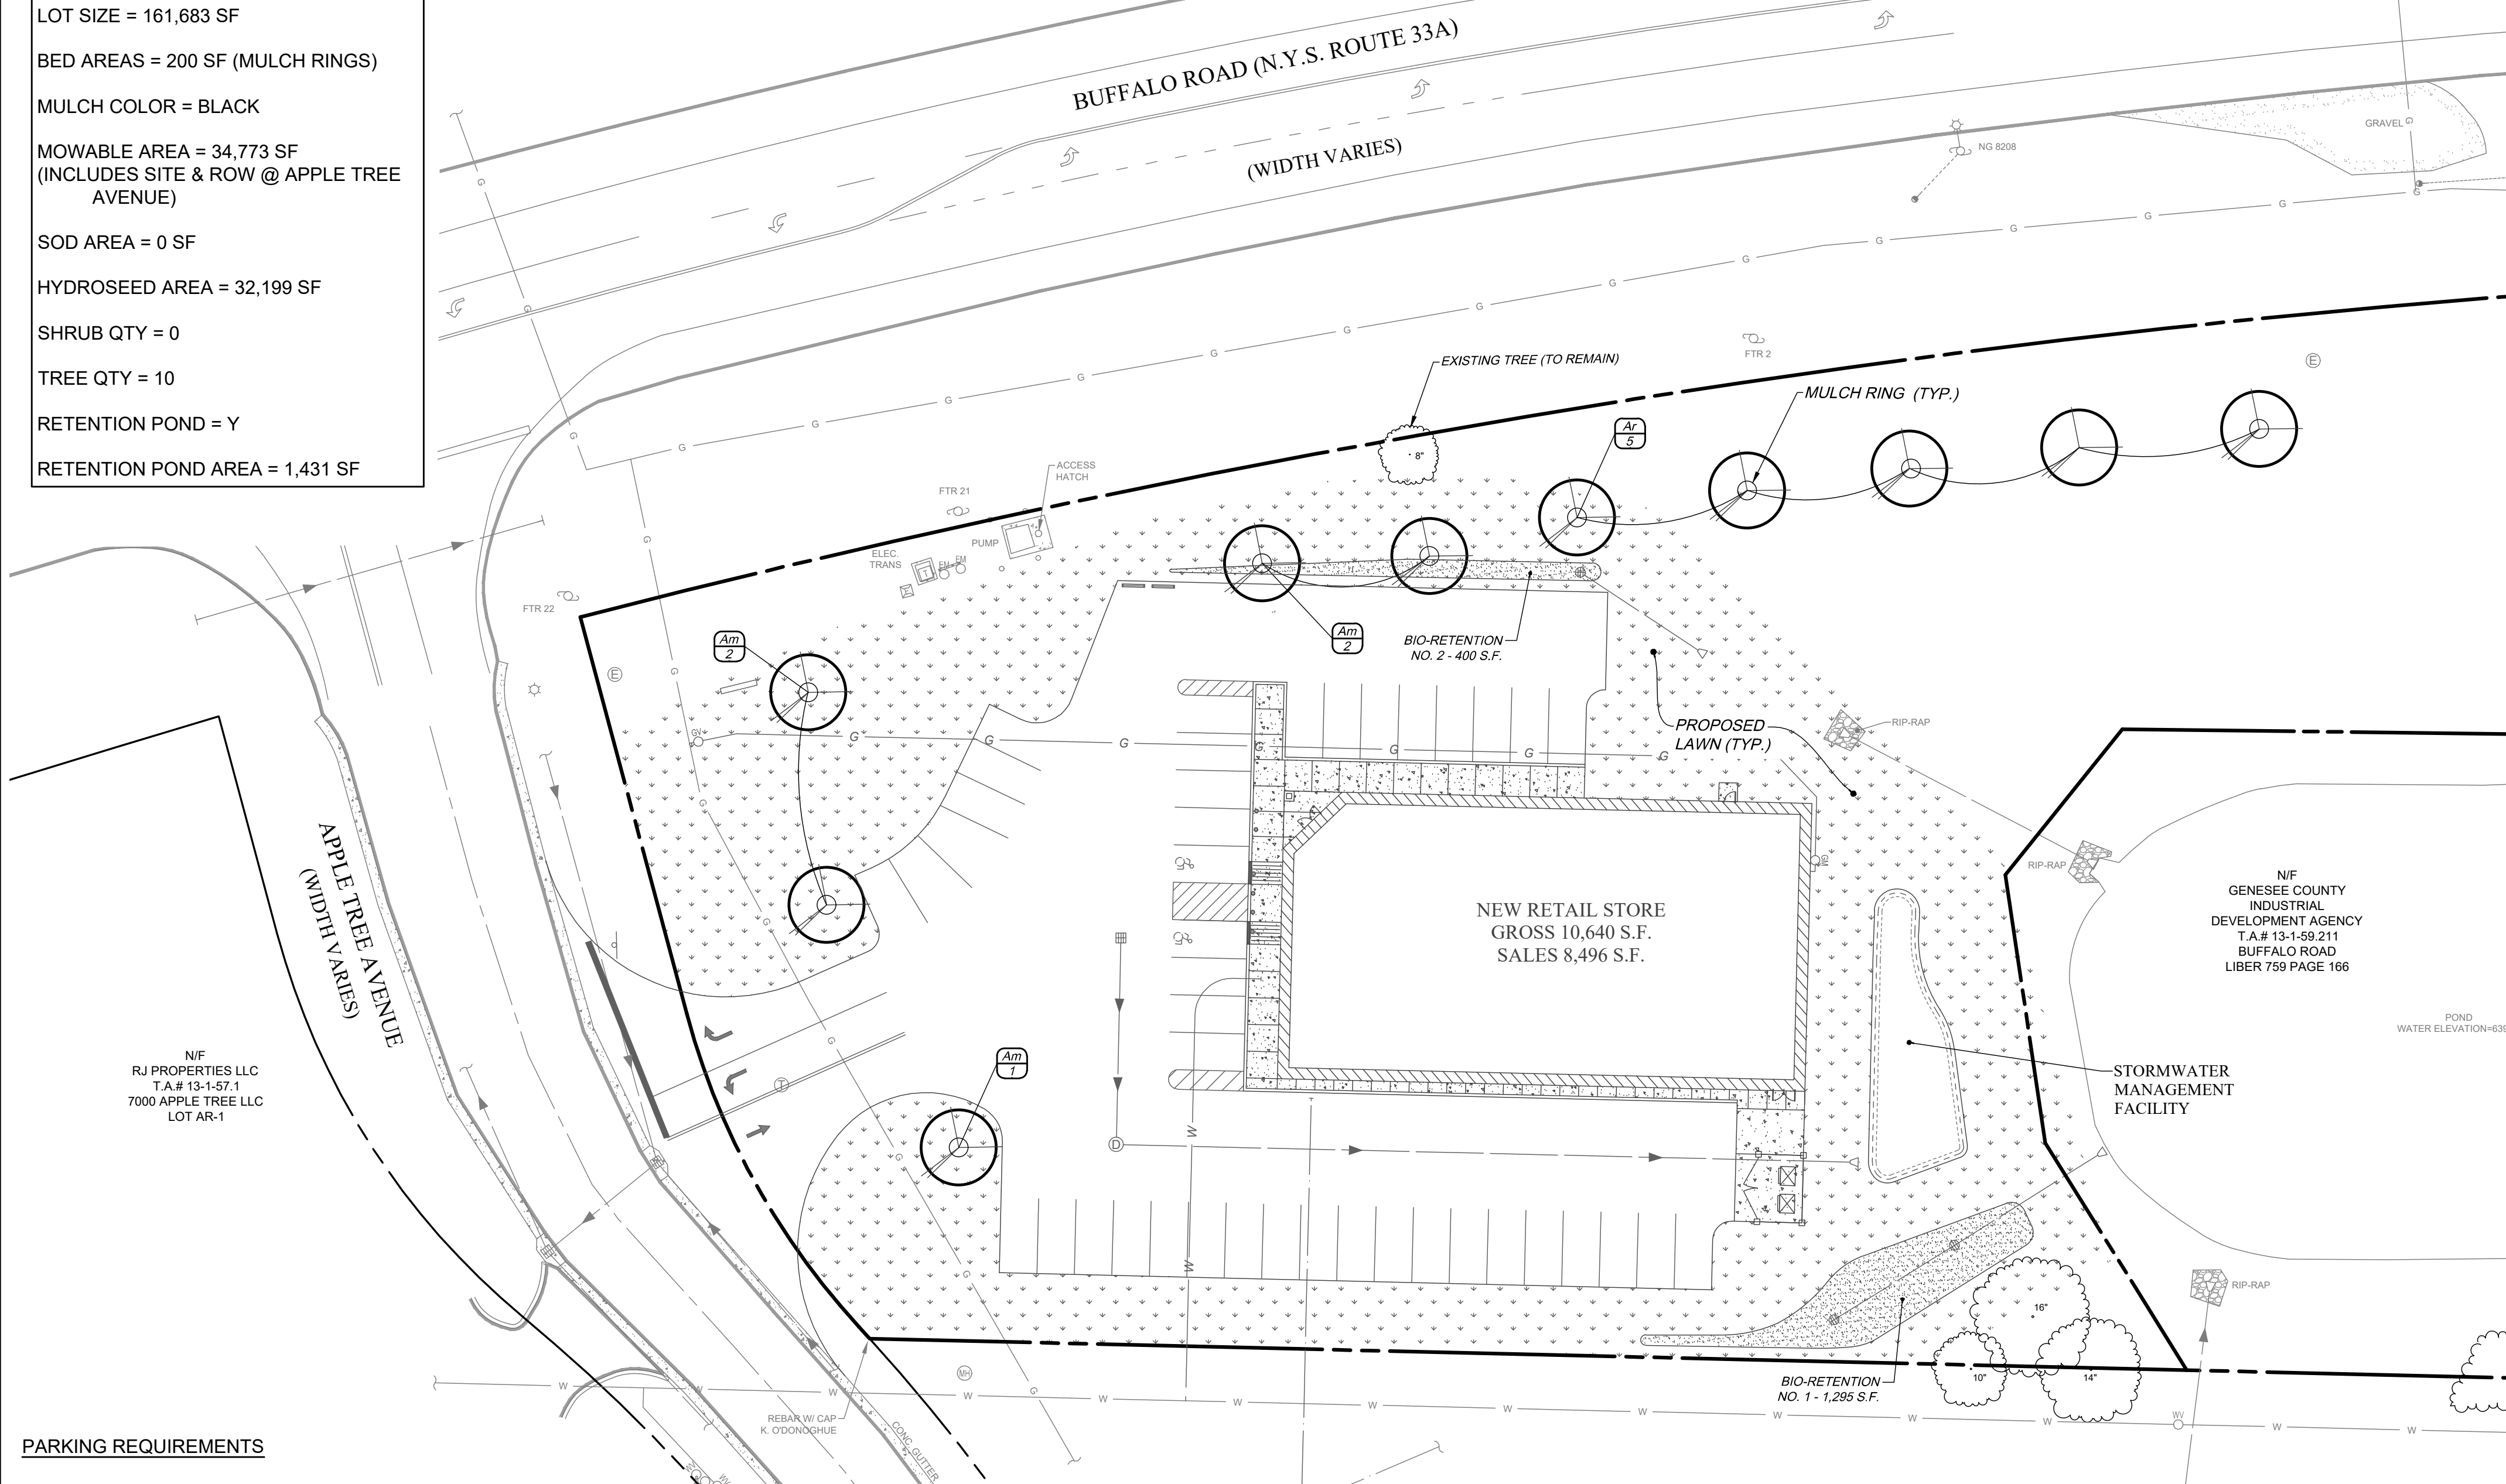 LOT SIZE = 161,683 SF
BED AREAS = 200 SF (MULCH RINGS)
MULCH COLOR = BLACK
MOWABLE AREA = 34,773 SF
(INCLUDES SITE & ROW @ APPLE TREE
AVENUE)
SOD AREA = 0 SF
HYDROSEED AREA = 32,199 SF
SHRUB QTY = 0
TREE QTY = 10
RETENTION POND = Y
RETENTION POND AREA = 1,431 SF
BUFFALO ROAD (N.Y.S. ROUTE 33A)
(WIDTH VARIES)
GRAVEL
NG 8208
FTR 2
EXISTING TREE (TO REMAIN)
MULCH RING (TYP.)
8"
Ar
5
ACCESS
HATCH
FTR 21
PUMP
ELEC.
TRANS
FTR 22
Am
2
Am
2
BIO-RETENTION
NO. 2 - 400 S.F.
PROPOSED
LAWN (TYP.)
RIP-RAP
RIP-RAP
APPLE TREE AVENUE
(WIDTH VARIES)
NEW RETAIL STORE
GROSS 10,640 S.F.
SALES 8,496 S.F.
GM
N/F
GENESEE COUNTY
INDUSTRIAL
DEVELOPMENT AGENCY
T.A.# 13-1-59.211
BUFFALO ROAD
LIBER 759 PAGE 166
POND
WATER ELEVATION=639
N/F
RJ PROPERTIES LLC
T.A.# 13-1-57.1
7000 APPLE TREE LLC
LOT AR-1
Am
1
STORMWATER
MANAGEMENT
FACILITY
RIP-RAP
16"
10"
14"
BIO-RETENTION
NO. 1 - 1,295 S.F.
MH
WV
REBAR W/ CAP
K. O'DONOGHUE
CONC. GUTTER
PARKING REQUIREMENTS